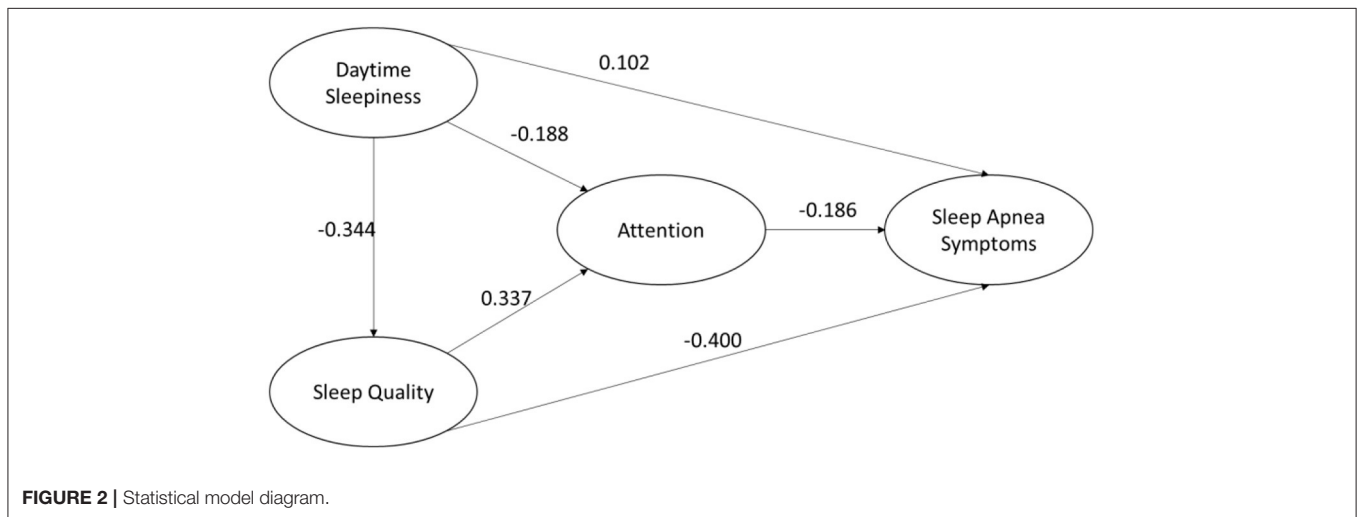 Daytime
Sleepiness
0.102
-0.188
-0.344
Attention
-0.186
Sleep Apnea
Symptoms
0.337
-0.400
Sleep Quality
FIGURE 2 | Statistical model diagram.